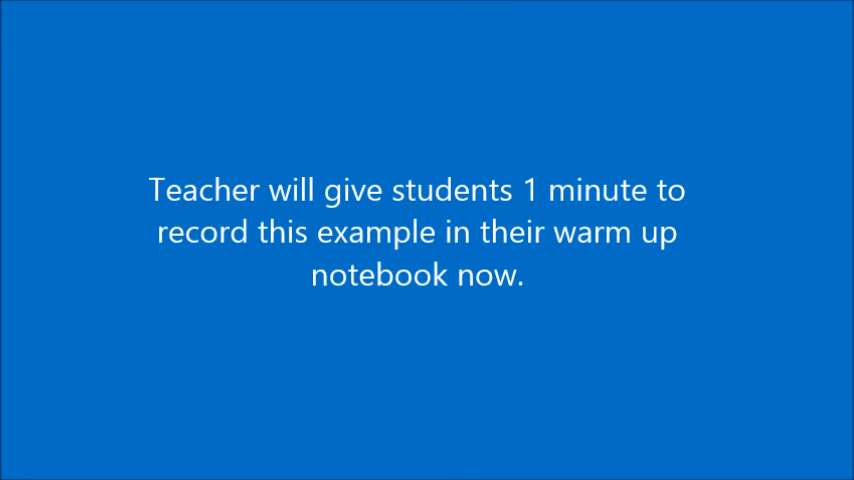 Teacher will give students 1 minute to
record this example in their warm up
notebook now.